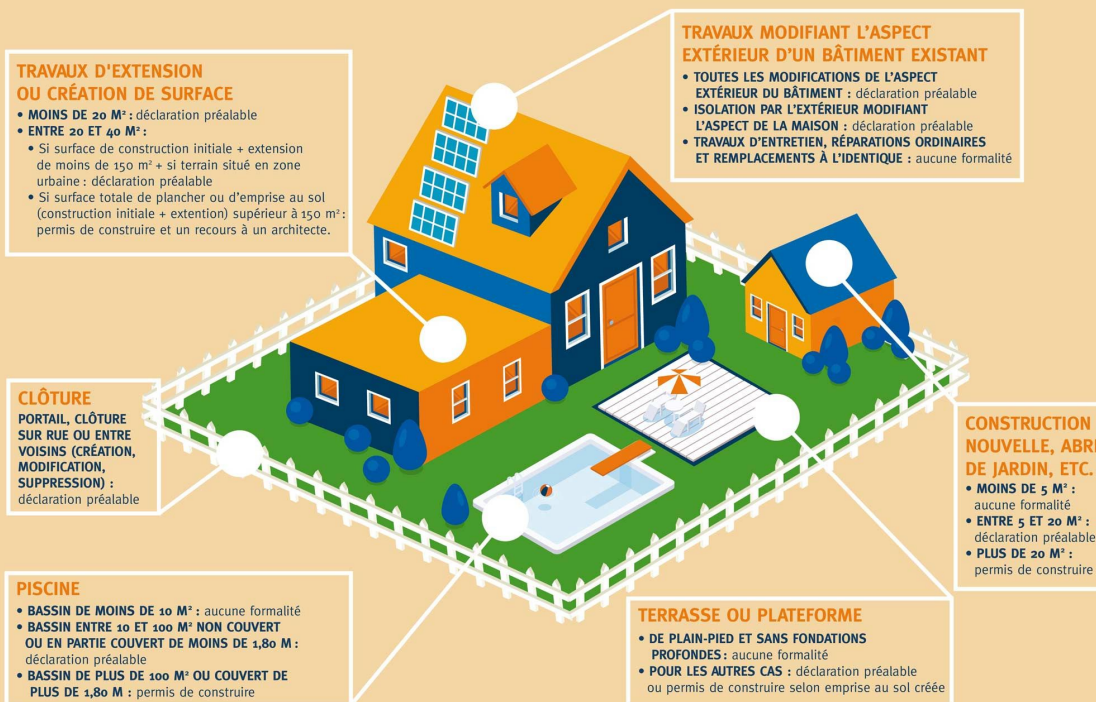 TRAVAUX D'EXTENSION
OU CRÉATION DE SURFACE
• MOINS DE 20 M² : déclaration préalable
• ENTRE 20 ET 40 M² :
• Si surface de construction initiale + extension
de moins de 150 m² + si terrain situé en zone
urbaine : déclaration préalable
• Si surface totale de plancher ou d'emprise au sol
(construction initiale + extention) supérieur à 150 m² :
permis de construire et un recours à un architecte.
TRAVAUX MODIFIANT L'ASPECT
EXTÉRIEUR D'UN BÂTIMENT EXISTANT
• TOUTES LES MODIFICATIONS DE L'ASPECT
EXTÉRIEUR DU BÂTIMENT : déclaration préalable
• ISOLATION PAR L'EXTÉRIEUR MODIFIANT
L'ASPECT DE LA MAISON : déclaration préalable
• TRAVAUX D'ENTRETIEN, RÉPARATIONS ORDINAIRES
ET REMPLACEMENTS À L'IDENTIQUE : aucune formalité
CLÔTURE
PORTAIL, CLÔTURE
SUR RUE OU ENTRE
VOISINS (CRÉATION,
MODIFICATION,
SUPPRESSION) :
déclaration préalable
CONSTRUCTION
NOUVELLE, ABRI
DE JARDIN, ETC.
• MOINS DE 5 M² :
aucune formalité
• ENTRE 5 ET 20 M² :
déclaration préalable
• PLUS DE 20 M² :
permis de construire
PISCINE
• BASSIN DE MOINS DE 10 M² : aucune formalité
• BASSIN ENTRE 10 ET 100 M² NON COUVERT
OU EN PARTIE COUVERT DE MOINS DE 1,80 M :
déclaration préalable
• BASSIN DE PLUS DE 100 M² OU COUVERT DE
PLUS DE 1,80 M : permis de construire
TERRASSE OU PLATEFORME
• DE PLAIN-PIED ET SANS FONDATIONS
PROFONDES : aucune formalité
• POUR LES AUTRES CAS : déclaration préalable
ou permis de construire selon emprise au sol créée